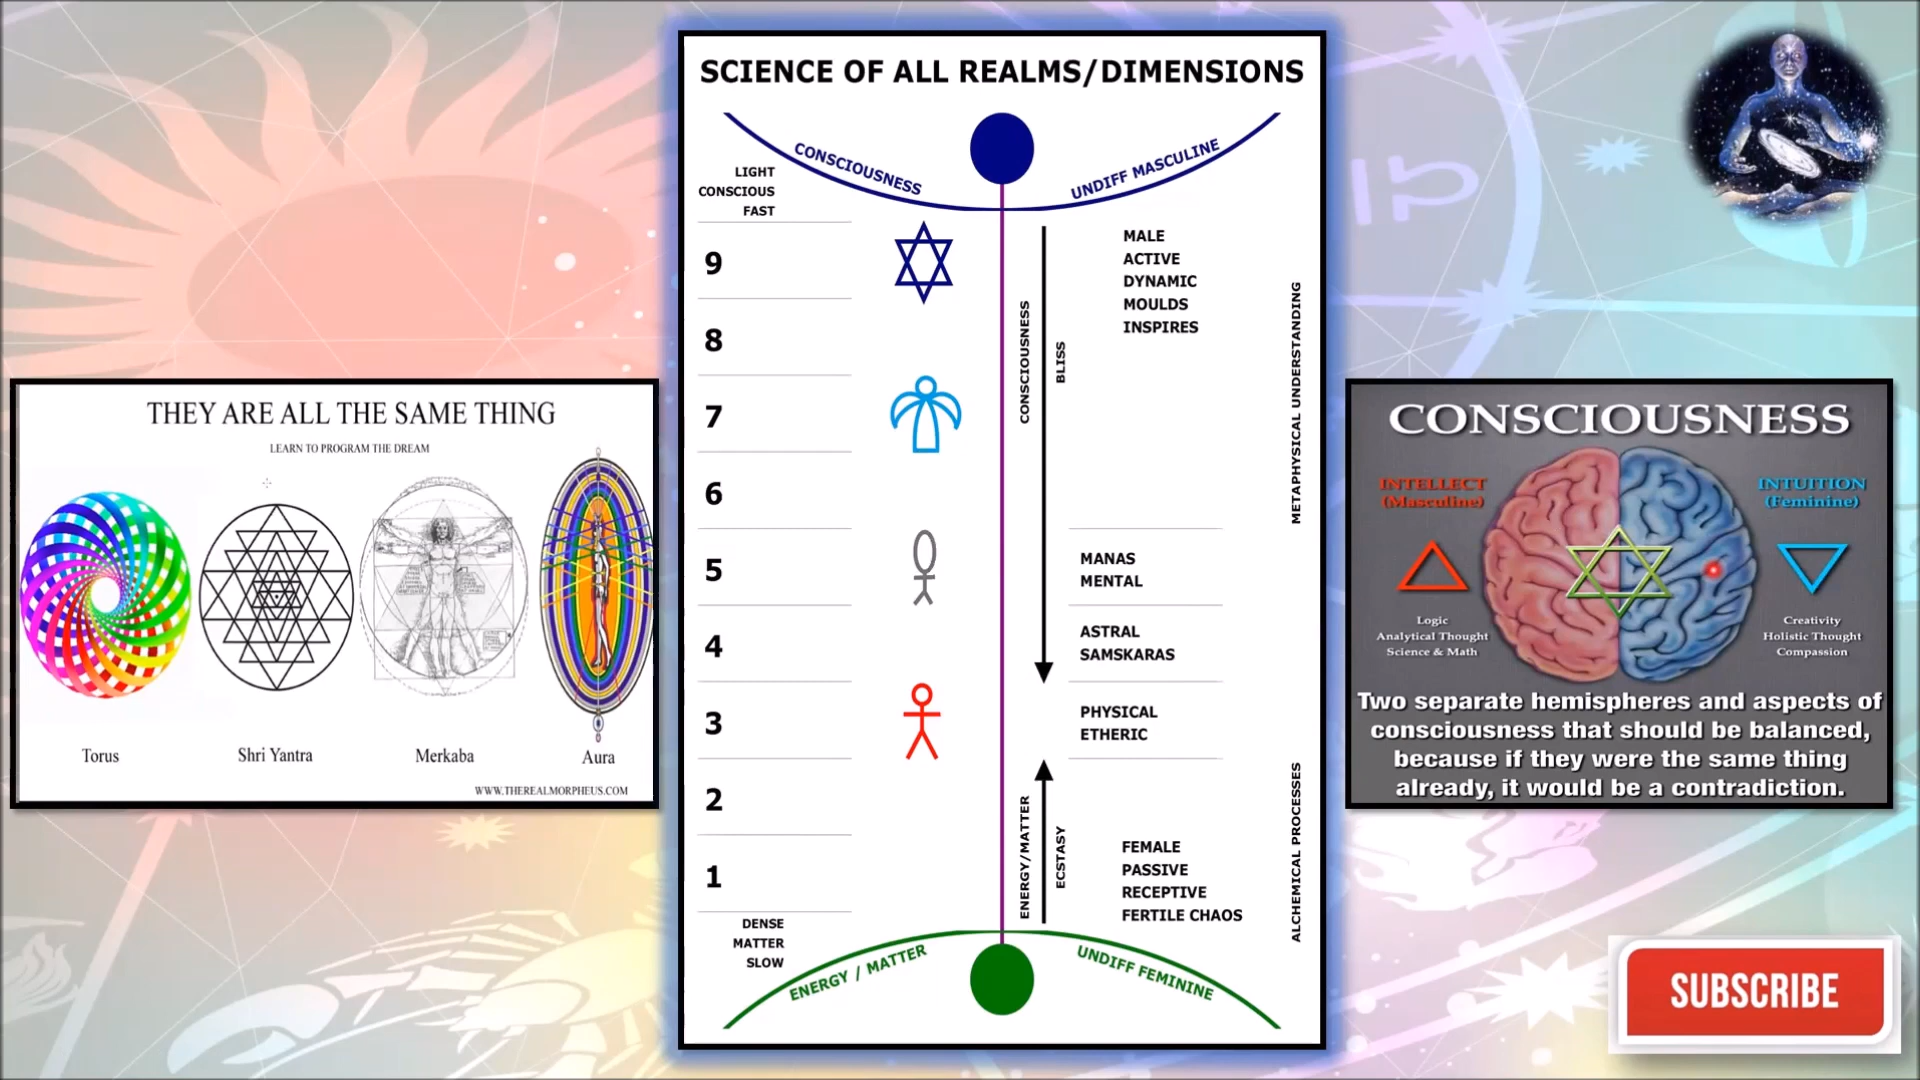 SCIENCE OF ALL REALMS/DIMENSIONS
CONSCIOUSNESS
UNDIFF MASCULINE
LIGHT
CONSCIOUS
FAST
9
8
7
6
5
4
3
2
1
DENSE
MATTER
SLOW
CONSCIOUSNESS
BLISS
MALE
ACTIVE
DYNAMIC
MOULDS
INSPIRES
METAPHYSICAL UNDERSTANDING
MANAS
MENTAL
ASTRAL
SAMSKARAS
PHYSICAL
ETHERIC
ENERGY/MATTER
ECSTASY
FEMALE
PASSIVE
RECEPTIVE
FERTILE CHAOS
ALCHEMICAL PROCESSES
ENERGY / MATTER
UNDIFF FEMININE
THEY ARE ALL THE SAME THING
LEARN TO PROGRAM THE DREAM
Torus
Shri Yantra
Merkaba
Aura
WWW.THEREALMORPHEUS.COM
CONSCIOUSNESS
INTELLECT
(Masculine)
INTUITION
(Feminine)
Logic
Analytical Thought
Science & Math
Creativity
Holistic Thought
Compassion
Two separate hemispheres and aspects of
consciousness that should be balanced,
because if they were the same thing
already, it would be a contradiction.
SUBSCRIBE